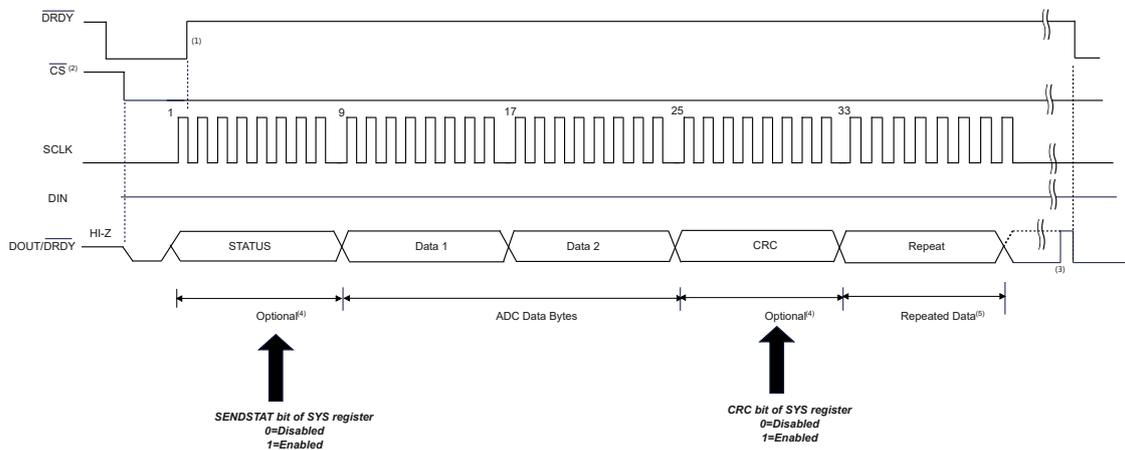 DRDY
(1)
CS (2)
1 9 17 25 33
SCLK
DIN
HI-Z
DOUT/DRDY
STATUS Data 1 Data 2 CRC Repeat
(3)
Optional(4) ADC Data Bytes Optional(4) Repeated Data(5)
SENDSTAT bit of SYS register
0=Disabled
1=Enabled
CRC bit of SYS register
0=Disabled
1=Enabled